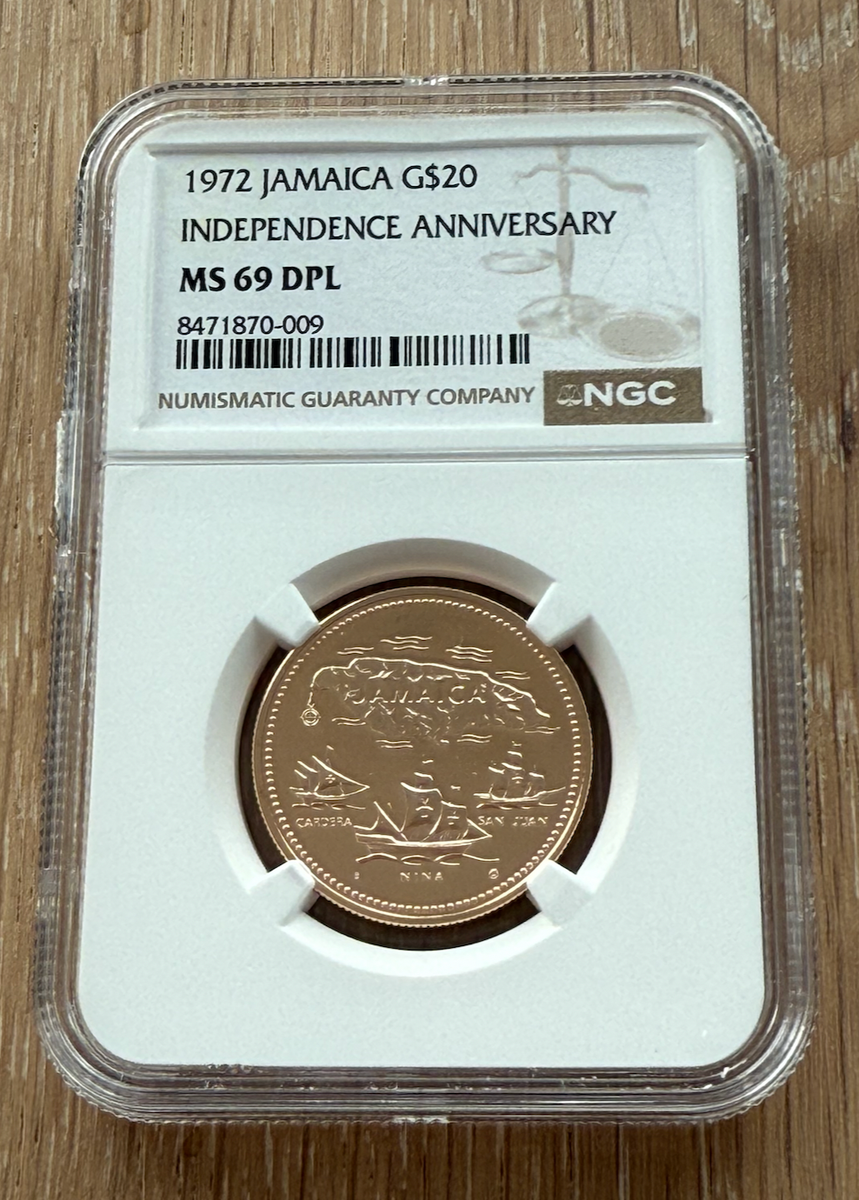 1972 JAMAICA G$20
INDEPENDENCE ANNIVERSARY
MS 69 DPL
8471870-009
NUMISMATIC GUARANTY COMPANY NGC
JAMAICA
CARDERA SAN JUAN
NINA